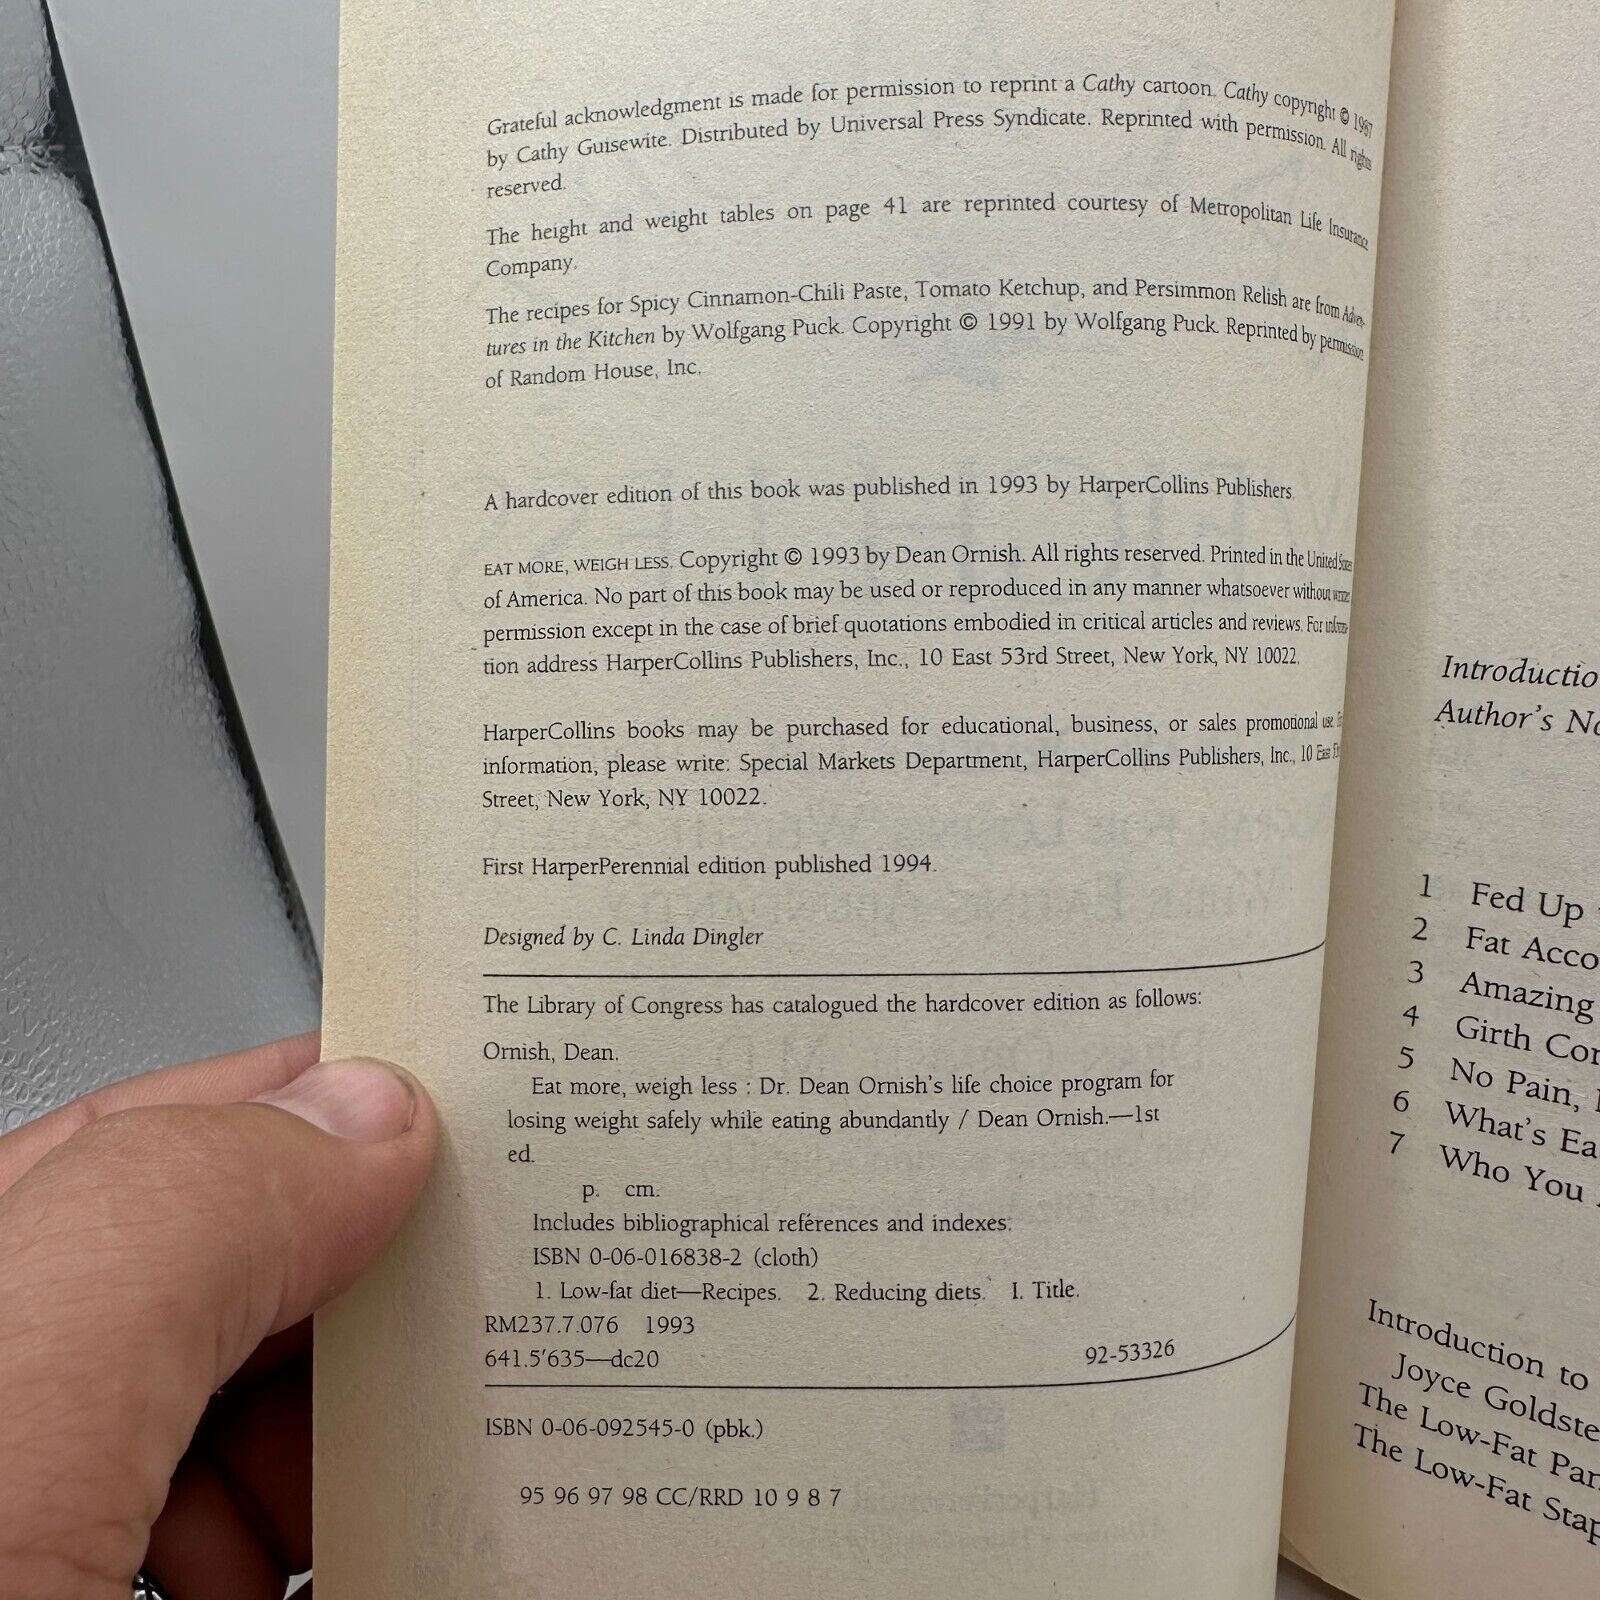 Grateful acknowledgment is made for permission to reprint a Cathy cartoon. Cathy copyright © 1987
by Cathy Guisewite. Distributed by Universal Press Syndicate. Reprinted with permission. All rights
reserved.
The height and weight tables on page 41 are reprinted courtesy of Metropolitan Life Insurance
Company.
The recipes for Spicy Cinnamon-Chili Paste, Tomato Ketchup, and Persimmon Relish are from Adven-
tures in the Kitchen by Wolfgang Puck. Copyright © 1991 by Wolfgang Puck. Reprinted by permission
of Random House, Inc.
A hardcover edition of this book was published in 1993 by HarperCollins Publishers.
EAT MORE, WEIGH LESS. Copyright © 1993 by Dean Ornish. All rights reserved. Printed in the United States
of America. No part of this book may be used or reproduced in any manner whatsoever without written
permission except in the case of brief quotations embodied in critical articles and reviews. For informa-
tion address HarperCollins Publishers, Inc., 10 East 53rd Street, New York, NY 10022.
HarperCollins books may be purchased for educational, business, or sales promotional use.
information, please write: Special Markets Department, HarperCollins Publishers, Inc., 10 East
Street, New York, NY 10022.
First HarperPerennial edition published 1994.
Designed by C. Linda Dingler
The Library of Congress has catalogued the hardcover edition as follows:
Ornish, Dean.
Eat more, weigh less : Dr. Dean Ornish's life choice program for
losing weight safely while eating abundantly / Dean Ornish.—1st
ed.
p. cm.
Includes bibliographical references and indexes.
ISBN 0-06-016838-2 (cloth)
1. Low-fat diet—Recipes. 2. Reducing diets. I. Title.
RM237.7.076 1993
641.5'635—dc20 92-53326
ISBN 0-06-092545-0 (pbk.)
95 96 97 98 CC/RRD 10 9 8 7
Introductio
Author's No
1 Fed Up
2 Fat Acco
3 Amazing
4 Girth Con
5 No Pain,
6 What's Ea
7 Who You
Introduction to
Joyce Goldste
The Low-Fat Pan
The Low-Fat Stap